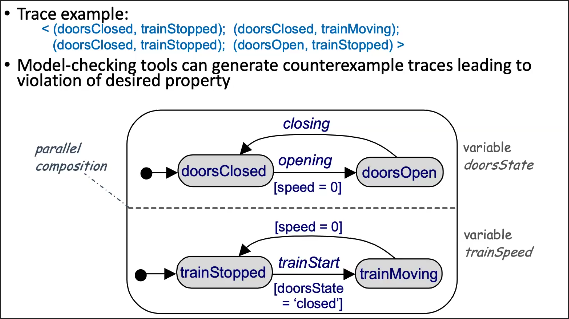 • Trace example:
< (doorsClosed, trainStopped); (doorsClosed, trainMoving);
(doorsClosed, trainStopped); (doorsOpen, trainStopped) >
• Model-checking tools can generate counterexample traces leading to
violation of desired property
closing
parallel
composition
variable
doorsState
doorsClosed
opening
doorsOpen
[speed = 0]
[speed = 0]
variable
trainSpeed
trainStopped
trainStart
trainMoving
[doorsState
= ‘closed’]